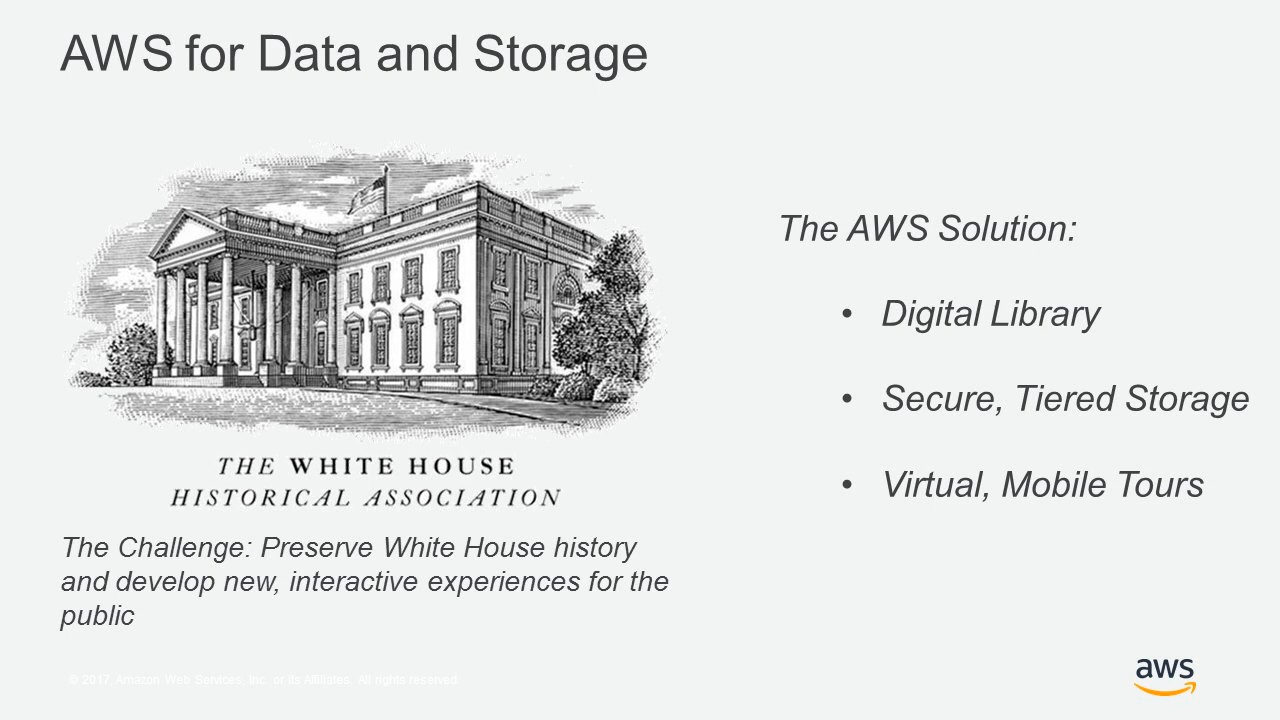 AWS for Data and Storage
THE WHITE HOUSE
HISTORICAL ASSOCIATION
The Challenge: Preserve White House history
and develop new, interactive experiences for the
public
The AWS Solution:
• Digital Library
• Secure, Tiered Storage
• Virtual, Mobile Tours
© 2017, Amazon Web Services, Inc. or its Affiliates. All rights reserved.
aws